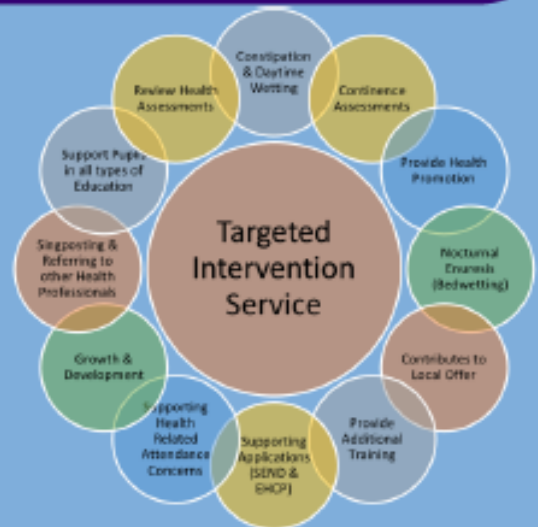 Targeted
Intervention
Service
Constipation
& Daytime
Wetting
Continence
Assessments
Provide Health
Promotion
Nocturnal
Enuresis
(Bedwetting)
Contributes to
Local Offer
Provide
Additional
Training
Supporting
Applications
(SEND &
EHCP)
Supporting
Health
Related
Attendance
Concerns
Growth &
Development
Singposting &
Referring to
other Health
Professionals
Support Pupils
in all types of
Education
Review Health
Assessments